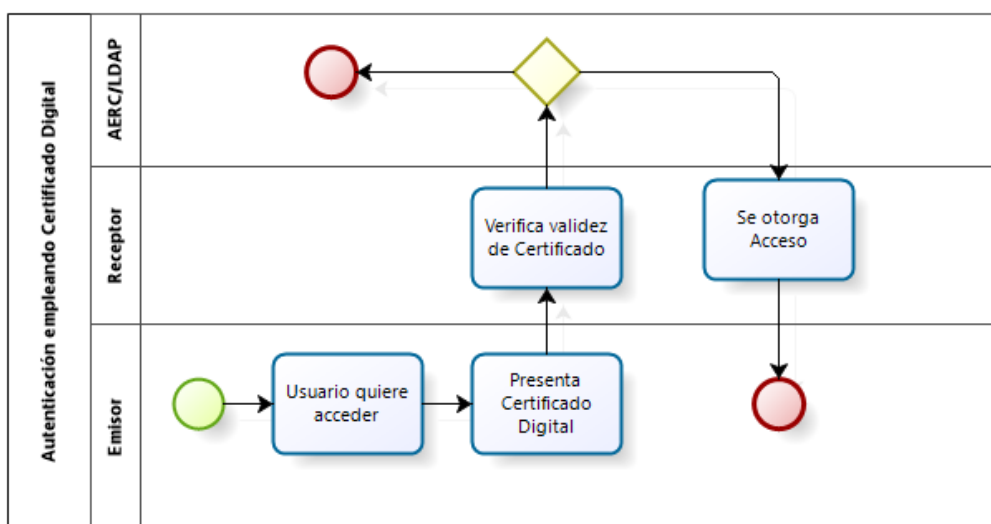 Autenticación empleando Certificado Digital
AERC/LDAP
Receptor
Verifica validez
de Certificado
Se otorga
Acceso
Emisor
Usuario quiere
acceder
Presenta
Certificado
Digital